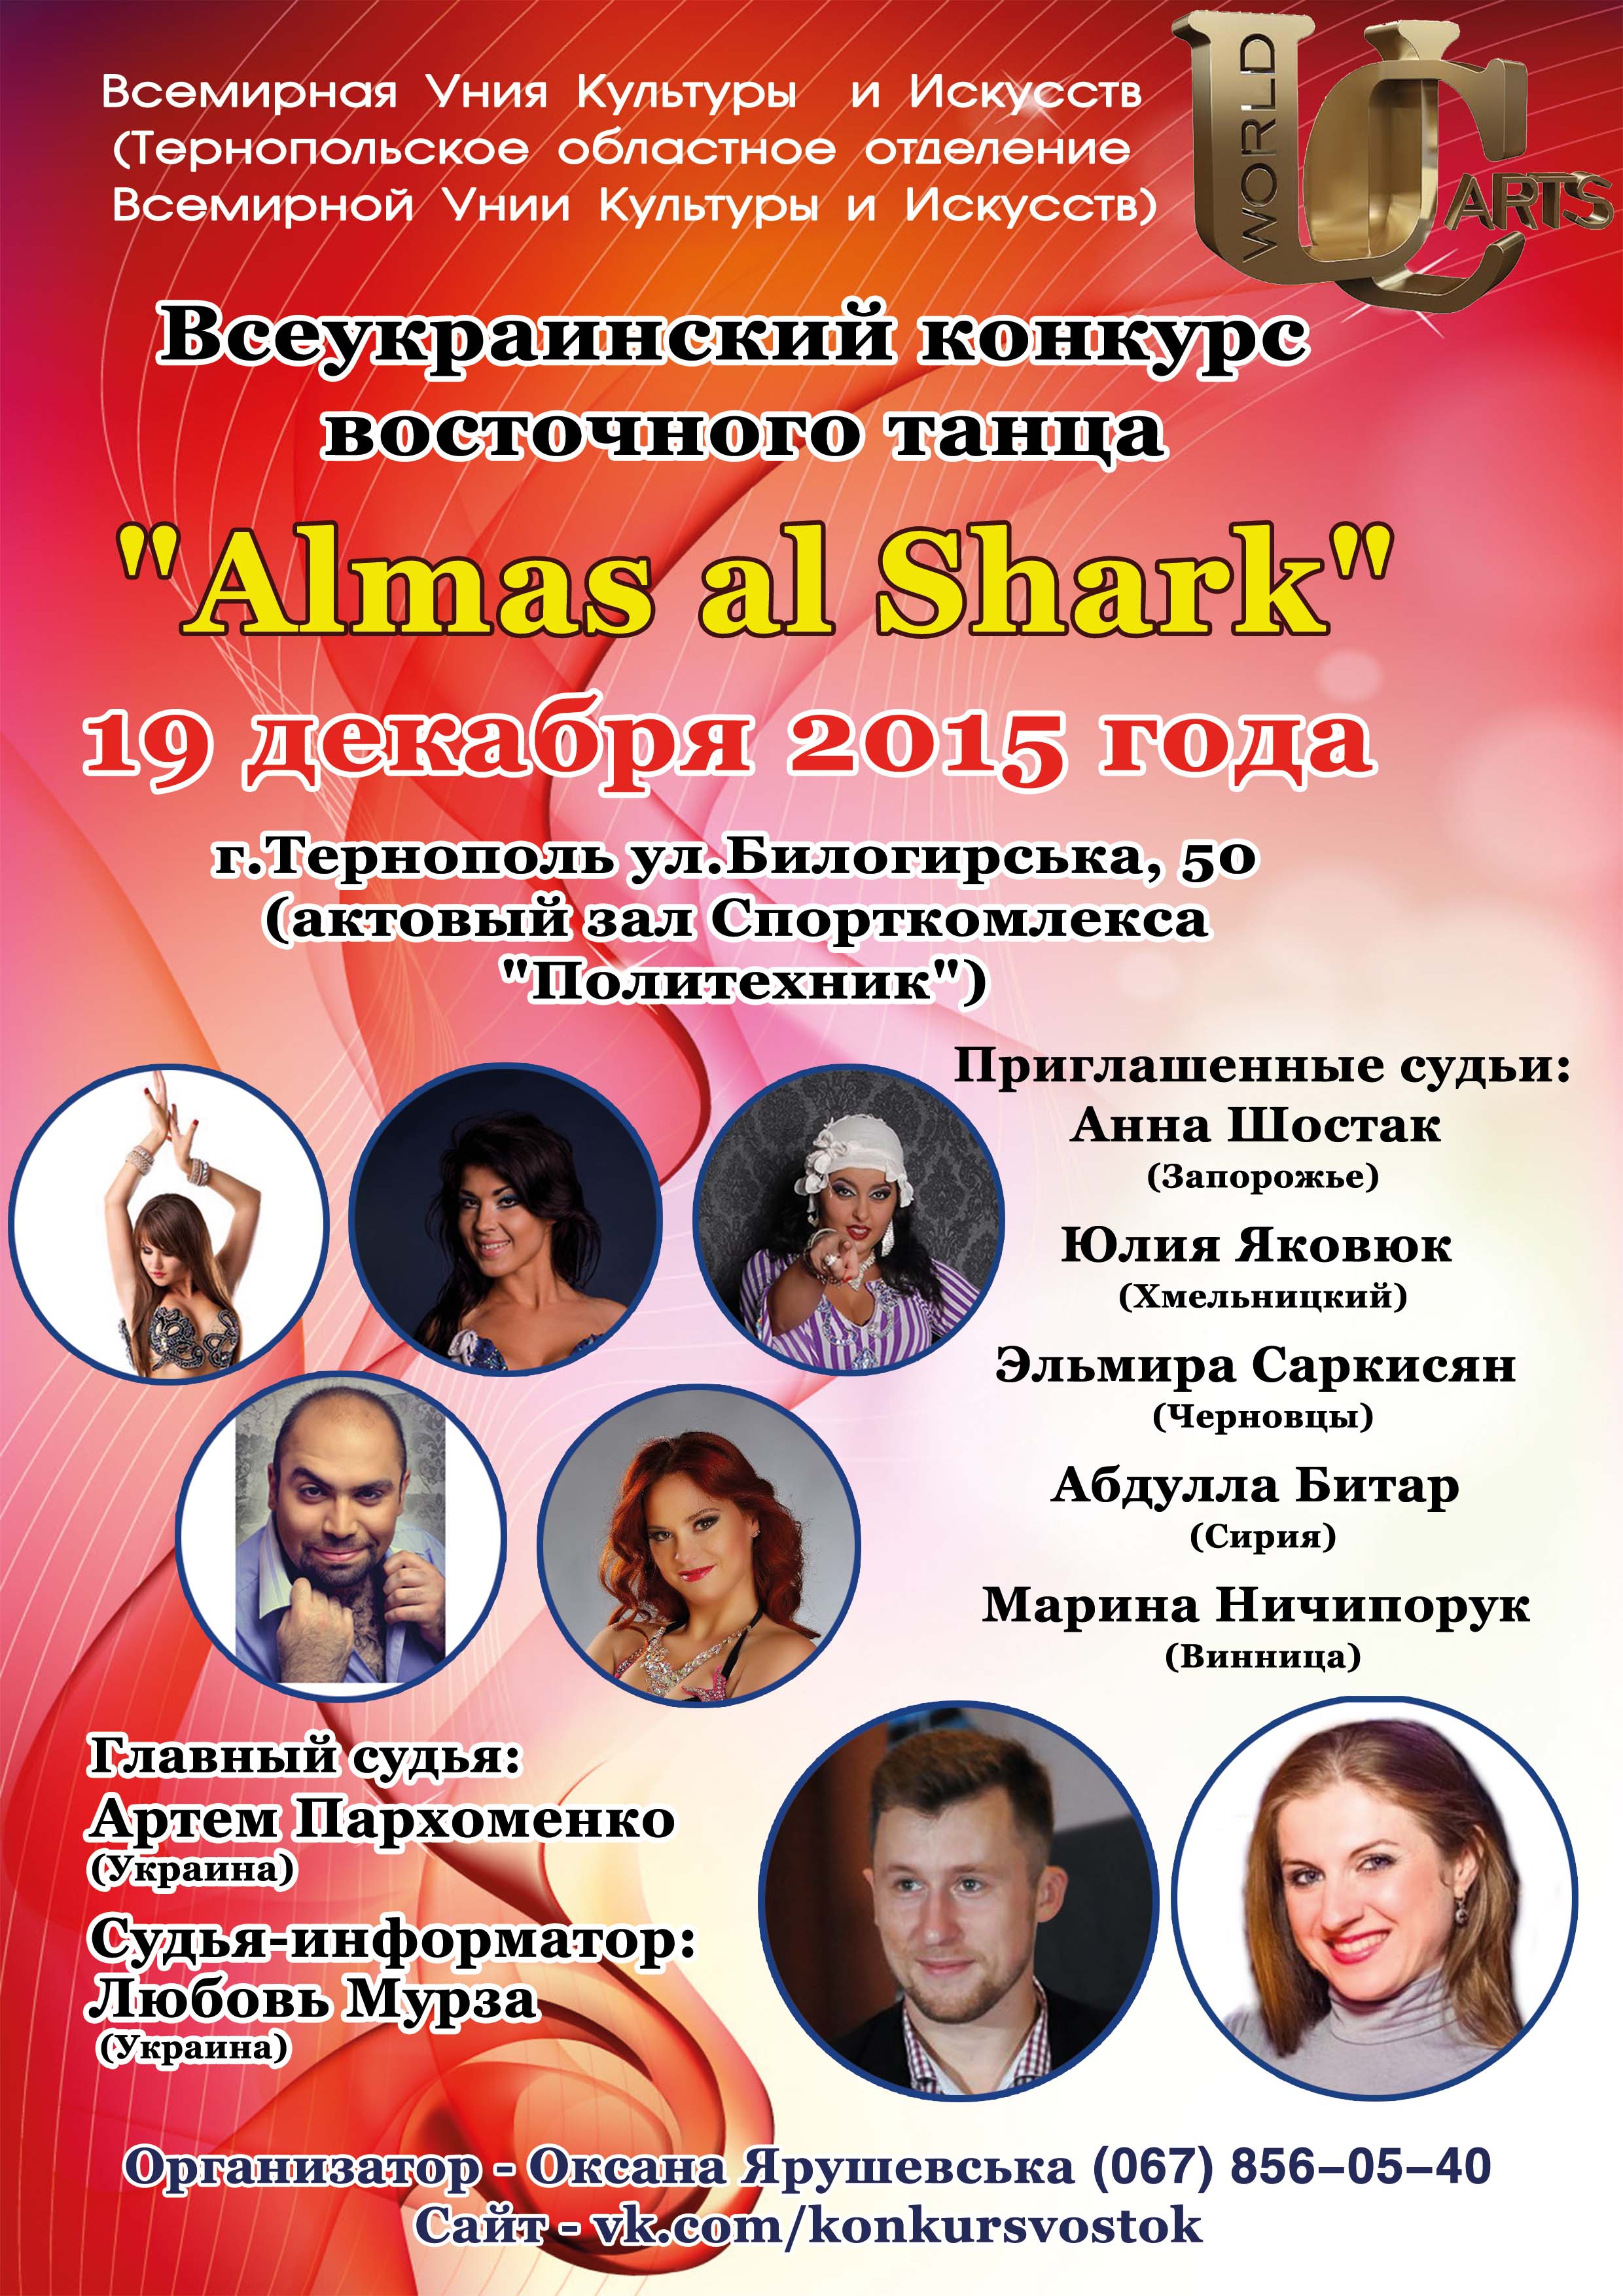 Всемирная Уния Культуры и Искусств
(Тернопольское областное отделение
Всемирной Унии Культуры и Искусств)
WORLD
UC
ARTS
Всеукраинский конкурс
восточного танца
"Almas al Shark"
19 декабря 2015 года
г.Тернополь ул.Билогирська, 50
(актовый зал Спорткомлекса
"Политехник")
Приглашенные судьи:
Анна Шостак
(Запорожье)
Юлия Яковюк
(Хмельницкий)
Эльмира Саркисян
(Черновцы)
Абдулла Битар
(Сирия)
Марина Ничипорук
(Винница)
Главный судья:
Артем Пархоменко
(Украина)
Судья-информатор:
Любовь Мурза
(Украина)
Организатор - Оксана Ярушевська (067) 856–05–40
Сайт - vk.com/konkursvostok